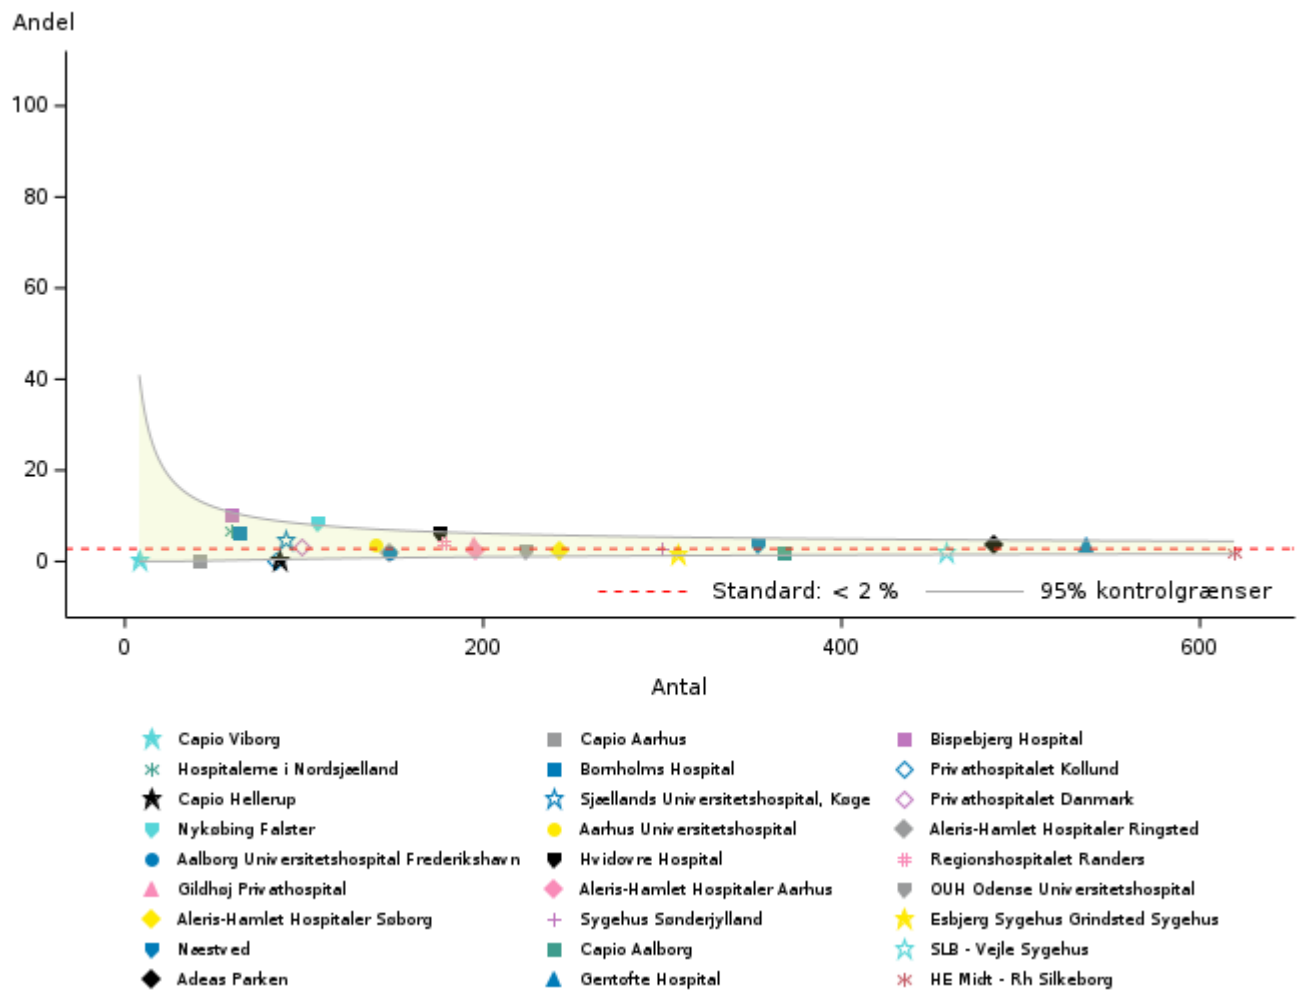 Andel
100
80
60
40
20
0
Standard: < 2 %
95% kontrolgrænser
0 200 400 600
Antal
Capio Viborg Capio Aarhus Bispebjerg Hospital
Hospitalerne i Nordsjælland Bornholms Hospital Privathospitalet Kollund
Capio Hellerup Sjællands Universitetshospital, Køge Privathospitalet Danmark
Nykøbing Falster Aarhus Universitetshospital Aleris-Hamlet Hospitaler Ringsted
Aalborg Universitetshospital Frederikshavn Hvidovre Hospital Regionshospitalet Randers
Gildhøj Privathospital Aleris-Hamlet Hospitaler Aarhus OUH Odense Universitetshospital
Aleris-Hamlet Hospitaler Søborg Sygehus Sønderjylland Esbjerg Sygehus Grindsted Sygehus
Næstved Capio Aalborg SLB - Vejle Sygehus
Adeas Parken Gentofte Hospital HE Midt - Rh Silkeborg